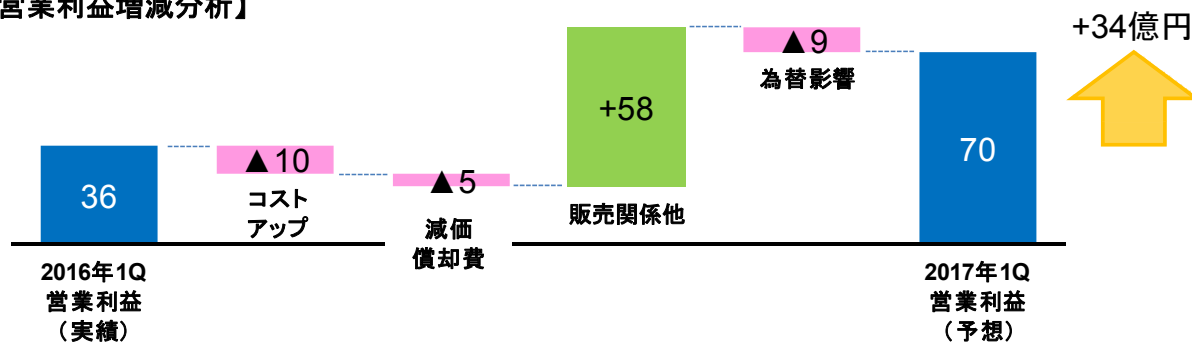 営業利益増減分析】
+34億円
▲9
為替影響
+58
70
36
▲10
コスト
アップ
▲5
減価
償却費
販売関係他
2016年1Q
営業利益
（実績）
2017年1Q
営業利益
（予想）